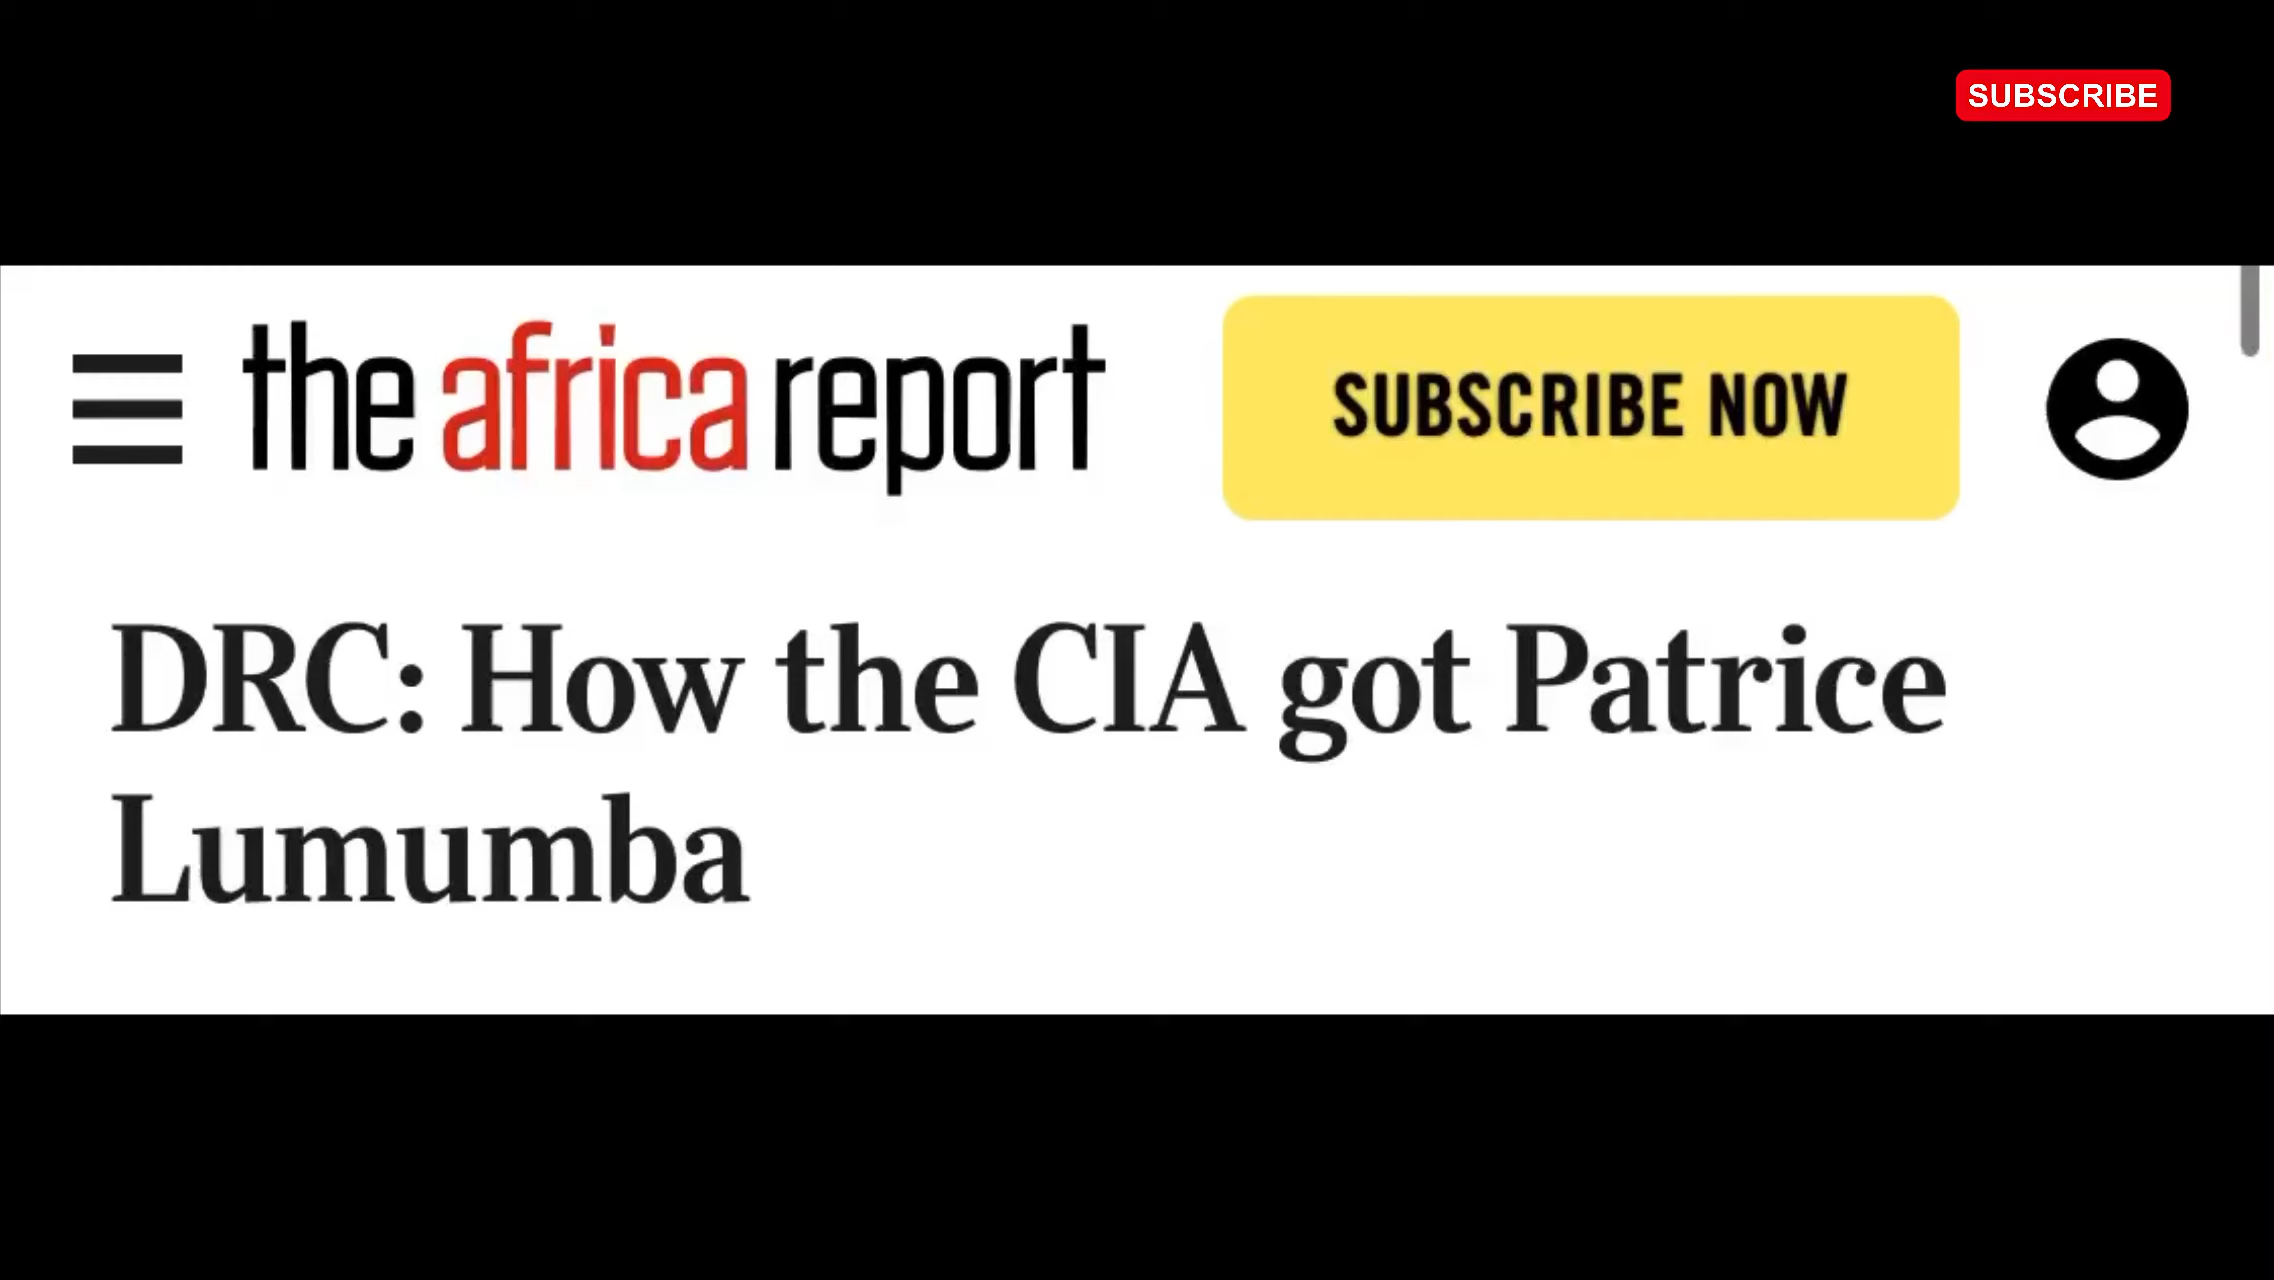 SUBSCRIBE
the africa report
SUBSCRIBE NOW
DRC: How the CIA got Patrice
Lumumba